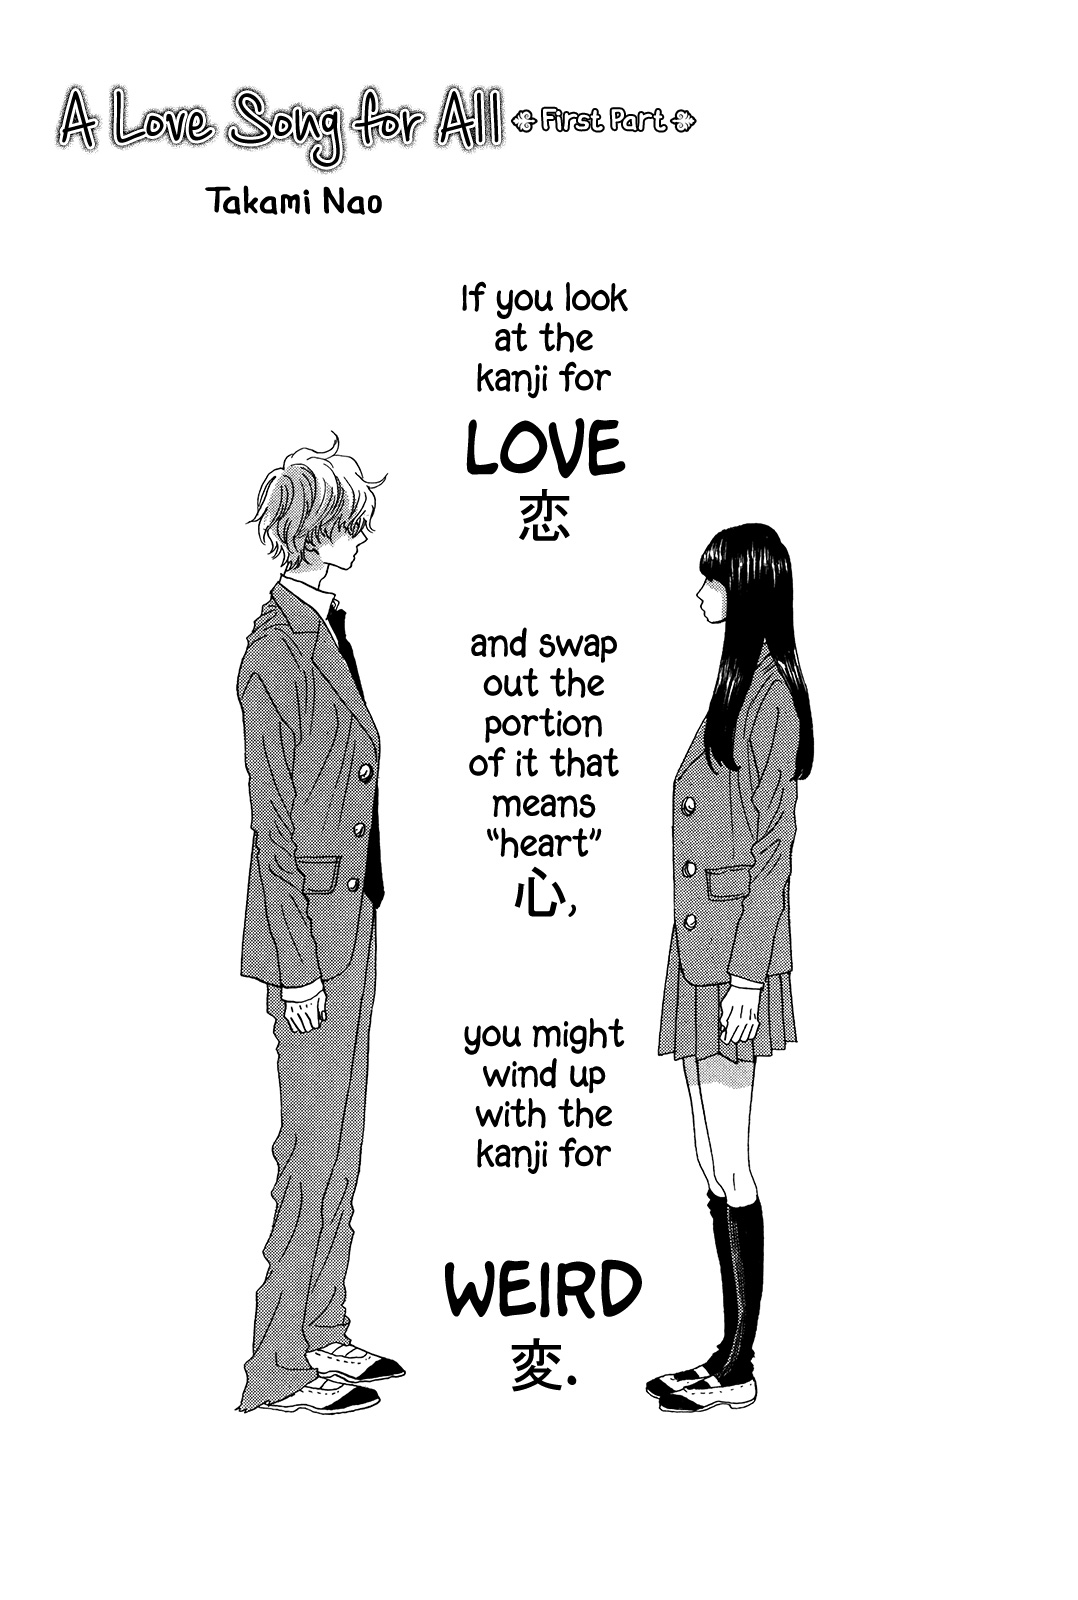 A Love Song for All First Part
Takami Nao
If you look
at the
kanji for
LOVE
恋
and swap
out the
portion
of it that
means
“heart”
心,
you might
wind up
with the
kanji for
WEIRD
変.